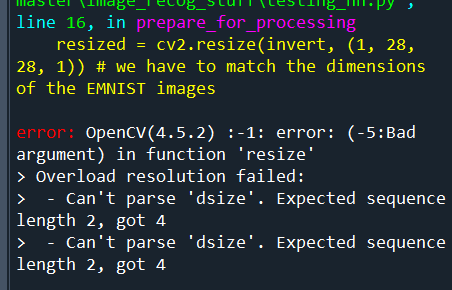 master\image_recog_stuff\testing_nn.py",
line 16, in prepare_for_processing
resized = cv2.resize(invert, (1, 28,
28, 1)) # we have to match the dimensions
of the EMNIST images
error: OpenCV(4.5.2) :-1: error: (-5:Bad
argument) in function 'resize'
> Overload resolution failed:
>  - Can't parse 'dsize'. Expected sequence
length 2, got 4
>  - Can't parse 'dsize'. Expected sequence
length 2, got 4